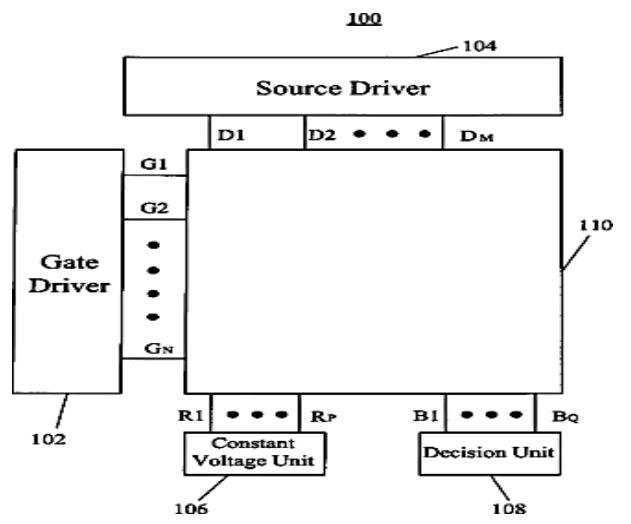 100
104
Source Driver
D1 D2 • • • DM
G1
G2
110
Gate
Driver
GN
R1 • • • RP B1 • • • BQ
102
Constant
Voltage Unit
Decision Unit
106
108